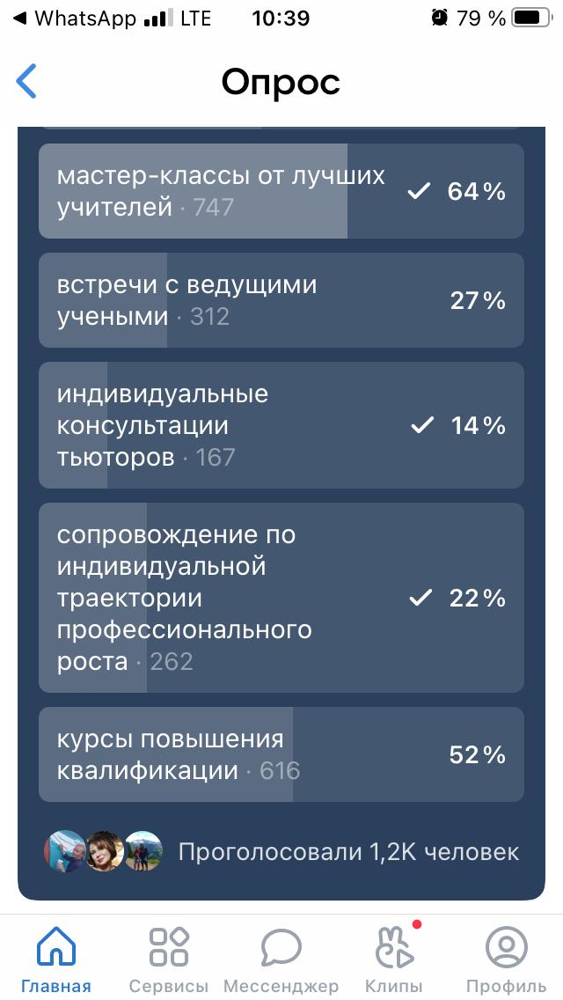 WhatsApp LTE 10:39 79 %
Опрос
мастер-классы от лучших
учителей · 747
64%
встречи с ведущими
учеными · 312
27%
индивидуальные
консультации
тьюторов · 167
14%
сопровождение по
индивидуальной
траектории
профессионального
роста · 262
22%
курсы повышения
квалификации · 616
52%
Проголосовали 1,2K человек
Главная Сервисы Мессенджер Клипы Профиль